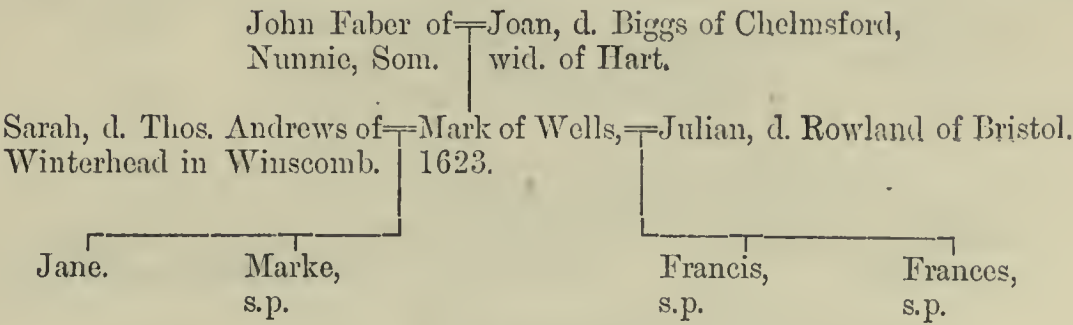 John Faber of=Joan, d. Biggs of Chelmsford,
Nunnie, Som. wid. of Hart.
Sarah, d. Thos. Andrews of=Mark of Wells,=Julian, d. Rowland of Bristol.
Winterhead in Winscomb. 1623.
Jane. Marke, Francis, Frances,
s.p. s.p. s.p.